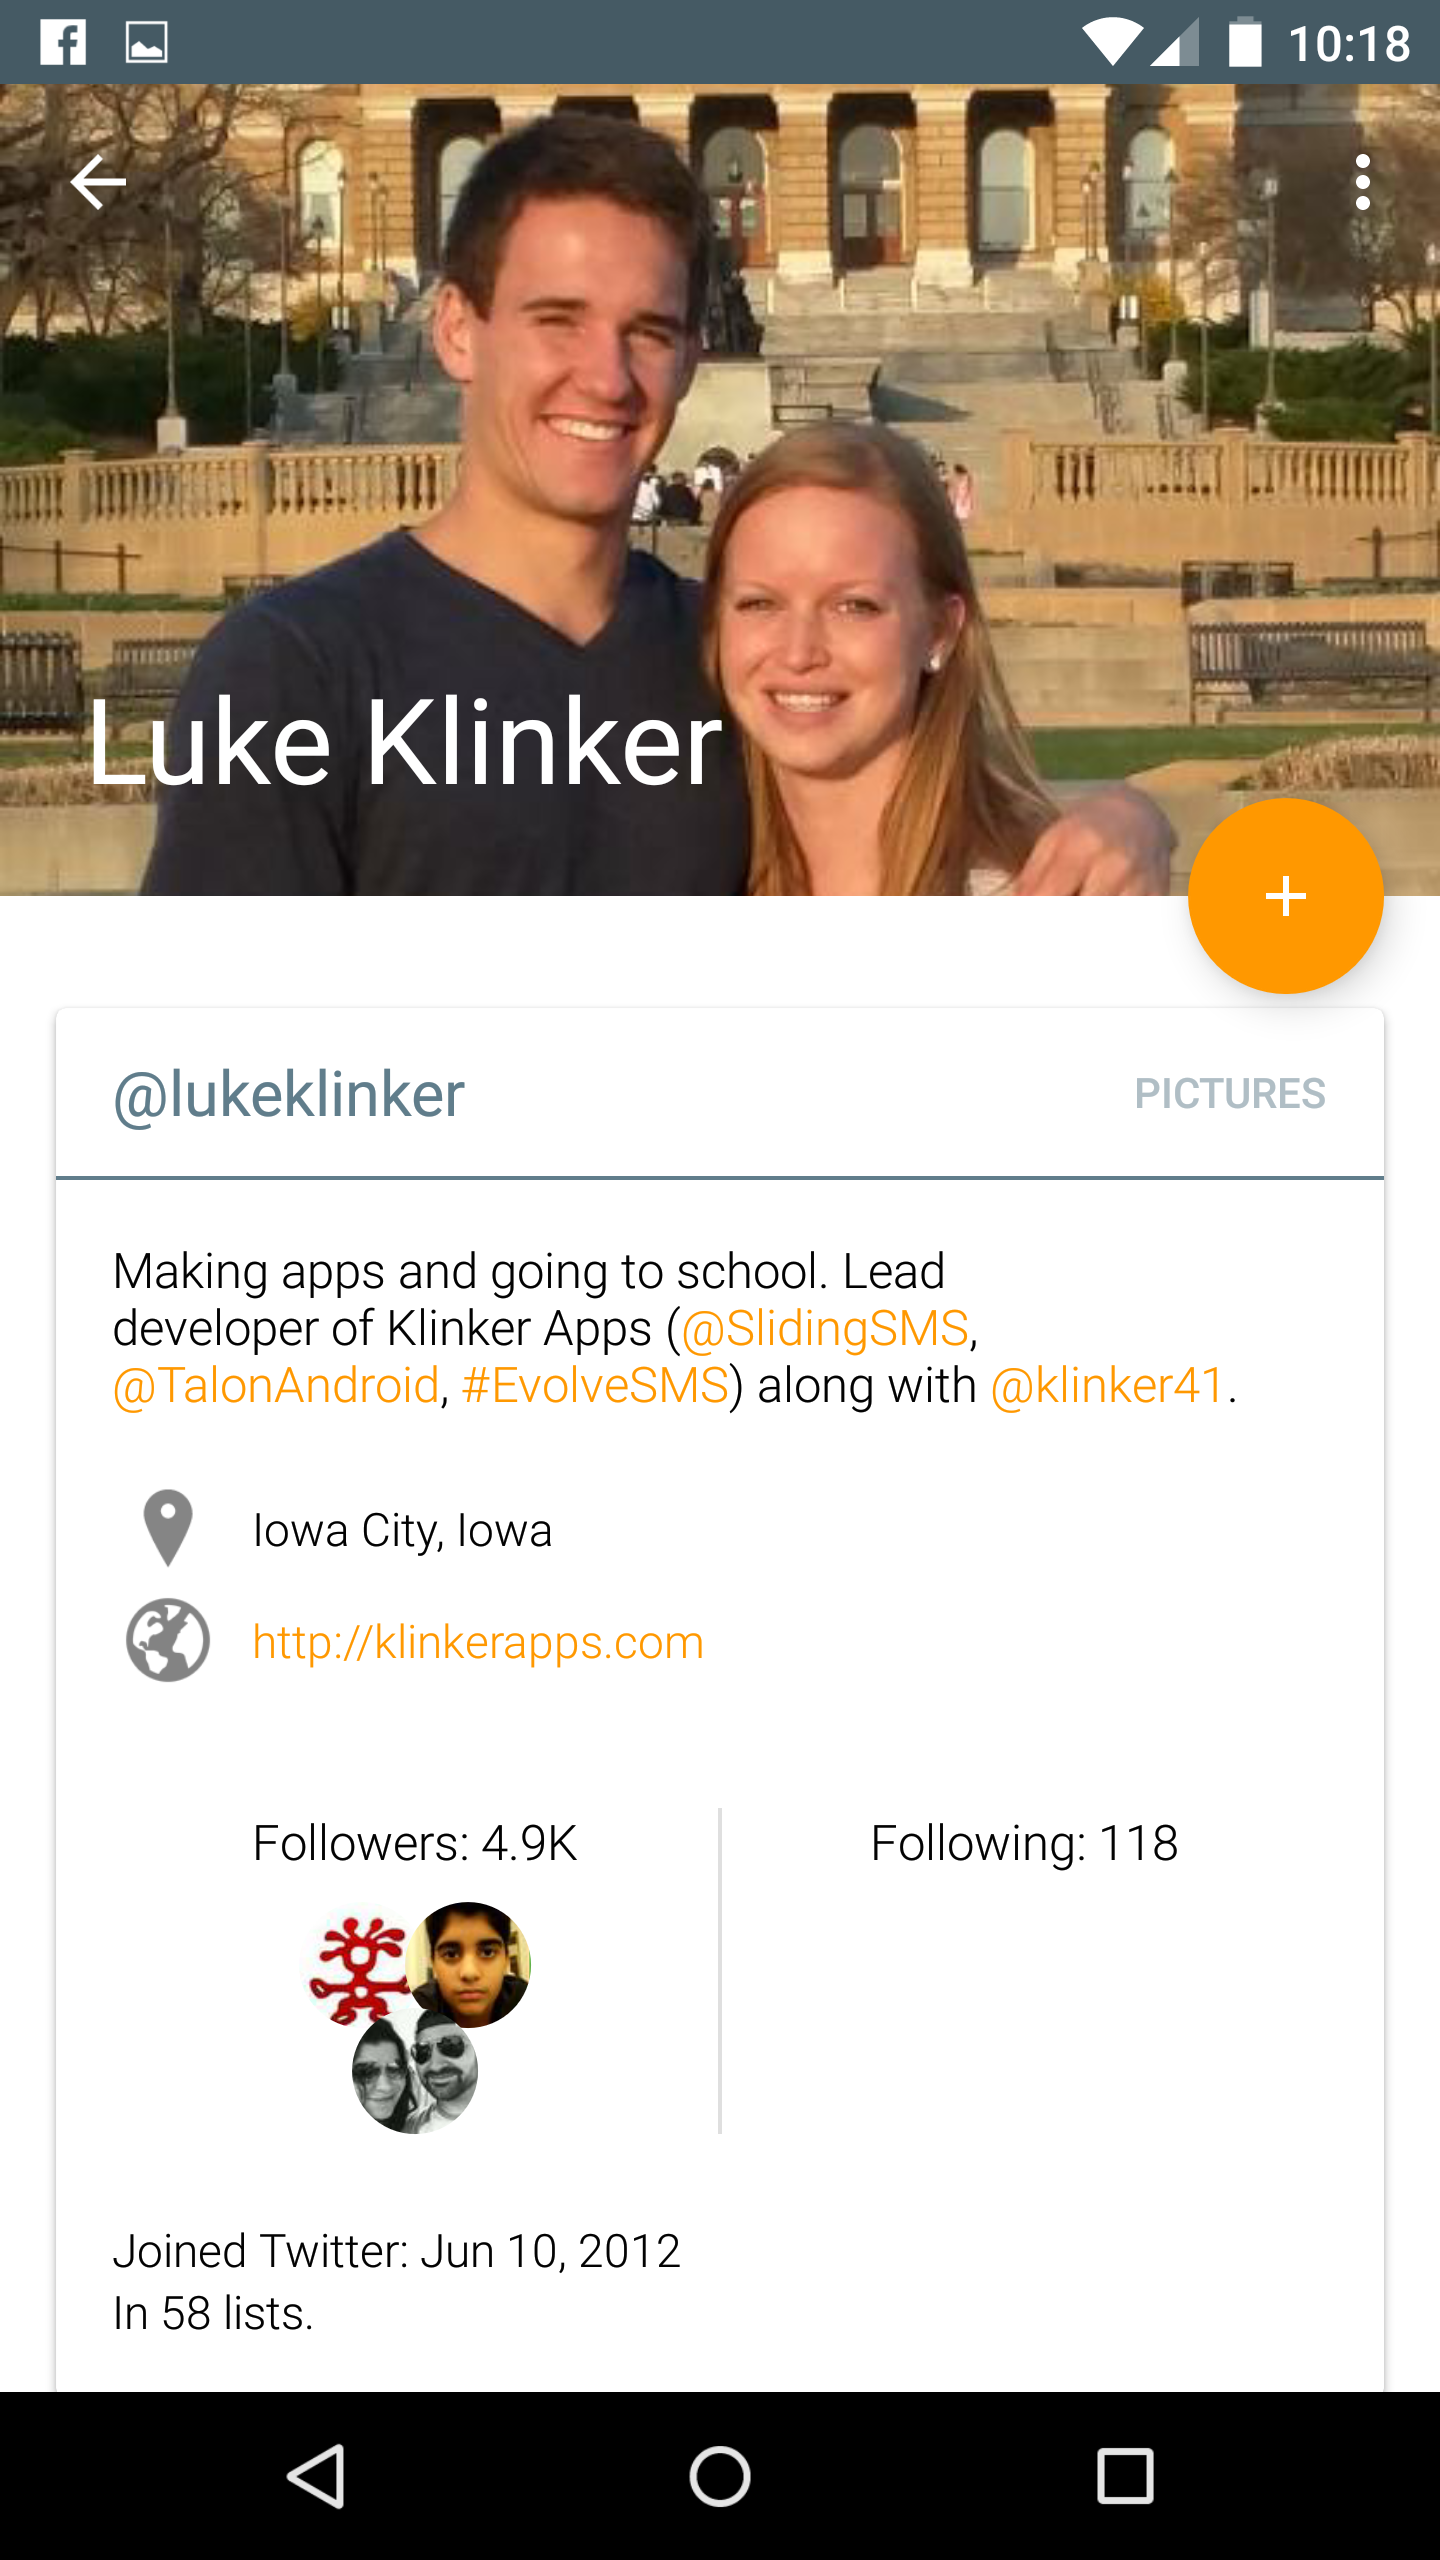 10:18
Luke Klinker
@lukeklinker
PICTURES
Making apps and going to school. Lead
developer of Klinker Apps (@SlidingSMS,
@TalonAndroid, #EvolveSMS) along with @klinker41.
Iowa City, Iowa
http://klinkerapps.com
Followers: 4.9K
Following: 118
Joined Twitter: Jun 10, 2012
In 58 lists.